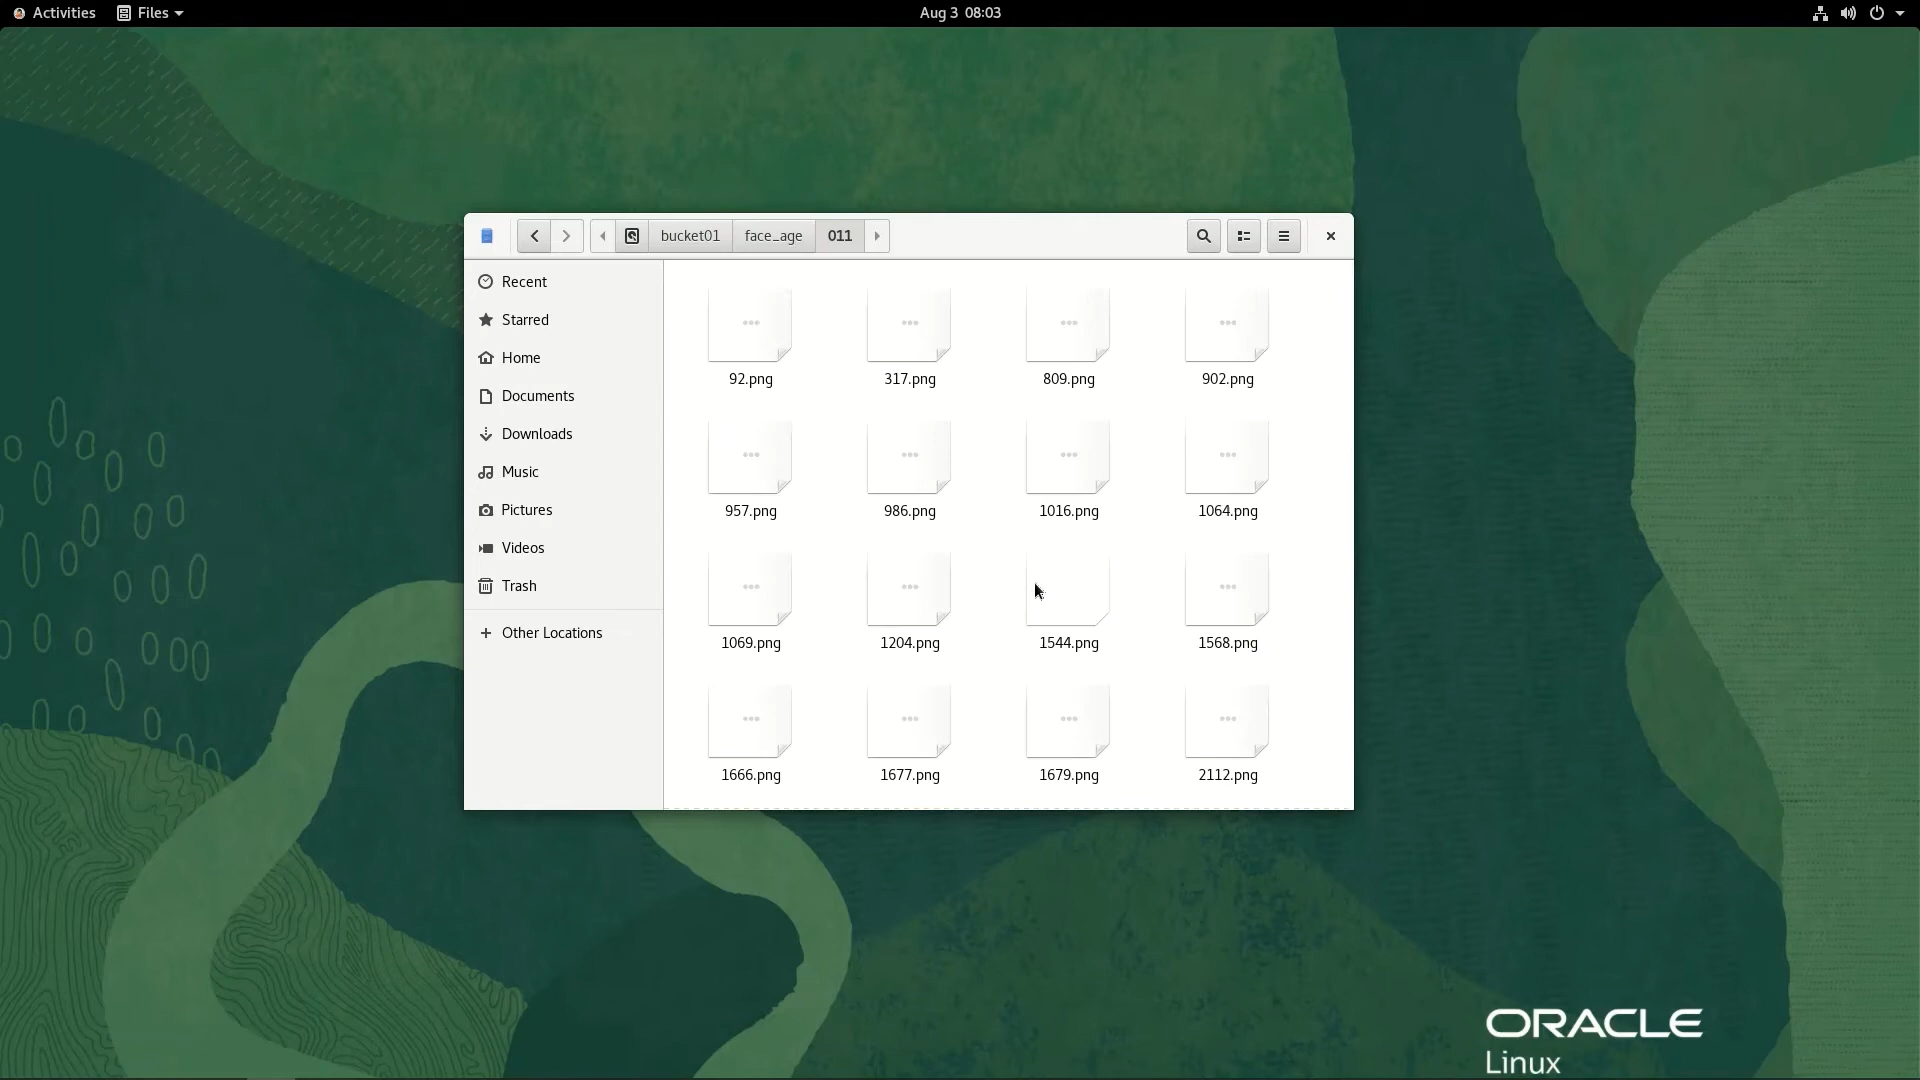 Activities Files Aug 3 08:03
bucket01 face_age 011
Recent
Starred
Home
Documents
Downloads
Music
Pictures
Videos
Trash
Other Locations
92.png 317.png 809.png 902.png
957.png 986.png 1016.png 1064.png
1069.png 1204.png 1544.png 1568.png
1666.png 1677.png 1679.png 2112.png
ORACLE
Linux